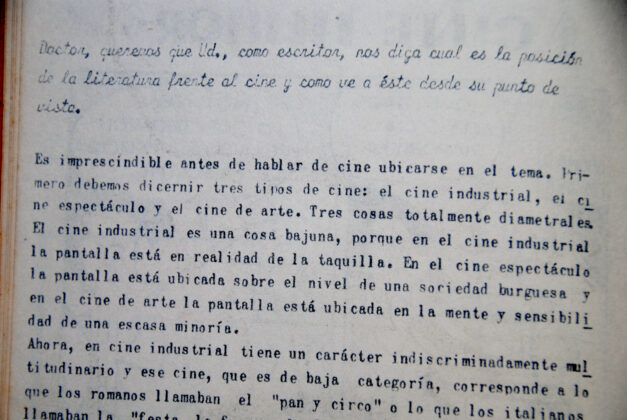 Doctor, queremos que Ud., como escritor, nos diga cual es la posición
de la literatura frente al cine y como ve a éste desde su punto de
vista.
Es imprescindible antes de hablar de cine ubicarse en el tema. Pri-
mero debemos dicernir tres tipos de cine: el cine industrial, el ci
ne espectáculo y el cine de arte. Tres cosas totalmente diametrales.
El cine industrial es una cosa bajuna, porque en el cine industrial
la pantalla está en realidad de la taquilla. En el cine espectáculo
la pantalla está ubicada sobre el nivel de una sociedad burguesa y
en el cine de arte la pantalla está ubicada en la mente y sensibili
dad de una escasa minoría.
Ahora, en cine industrial tiene un carácter indiscriminadamente mul
titudinario y ese cine, que es de baja categoría, corresponde a lo
que los romanos llamaban el "pan y circo" o lo que los italianos
llamaban la "festa,